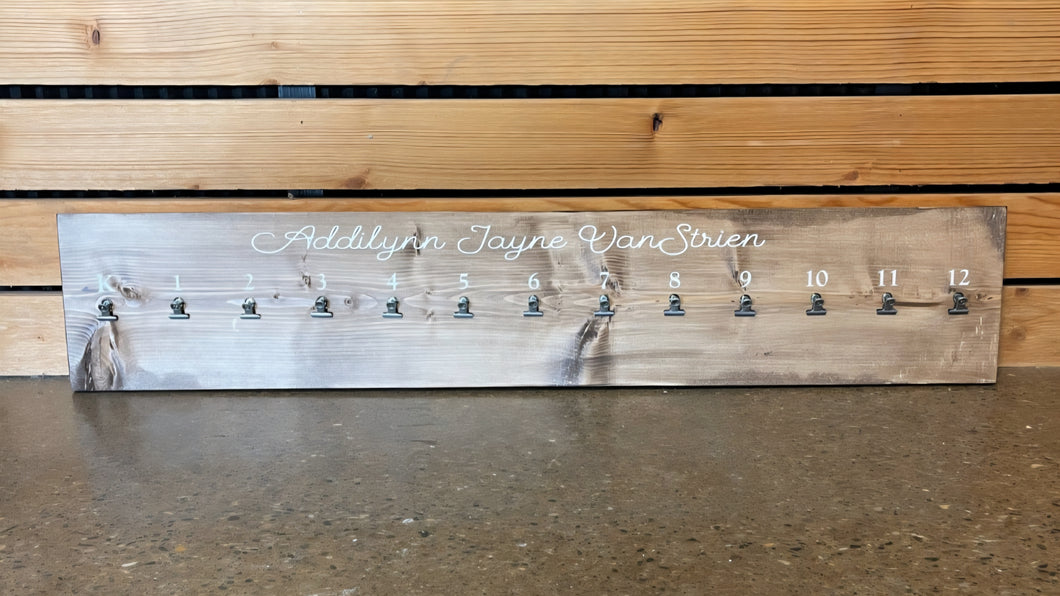 Addilynn Jayne VanStrien
K 1 2 3 4 5 6 7 8 9 10 11 12